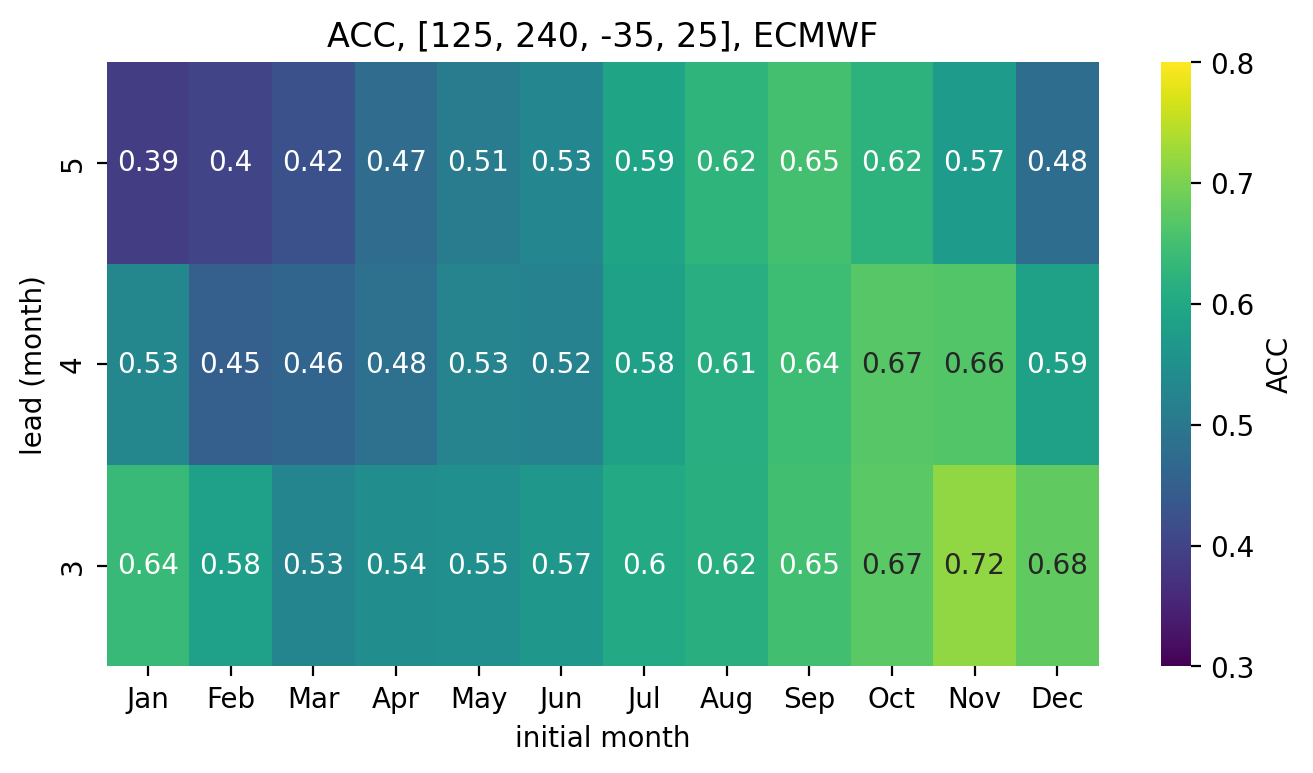 ACC, [125, 240, -35, 25], ECMWF
0.8
5
0.39 0.4 0.42 0.47 0.51 0.53 0.59 0.62 0.65 0.62 0.57 0.48
0.7
0.6
lead (month)
4
0.53 0.45 0.46 0.48 0.53 0.52 0.58 0.61 0.64 0.67 0.66 0.59
ACC
0.5
0.4
3
0.64 0.58 0.53 0.54 0.55 0.57 0.6 0.62 0.65 0.67 0.72 0.68
0.3
Jan Feb Mar Apr May Jun Jul Aug Sep Oct Nov Dec
initial month